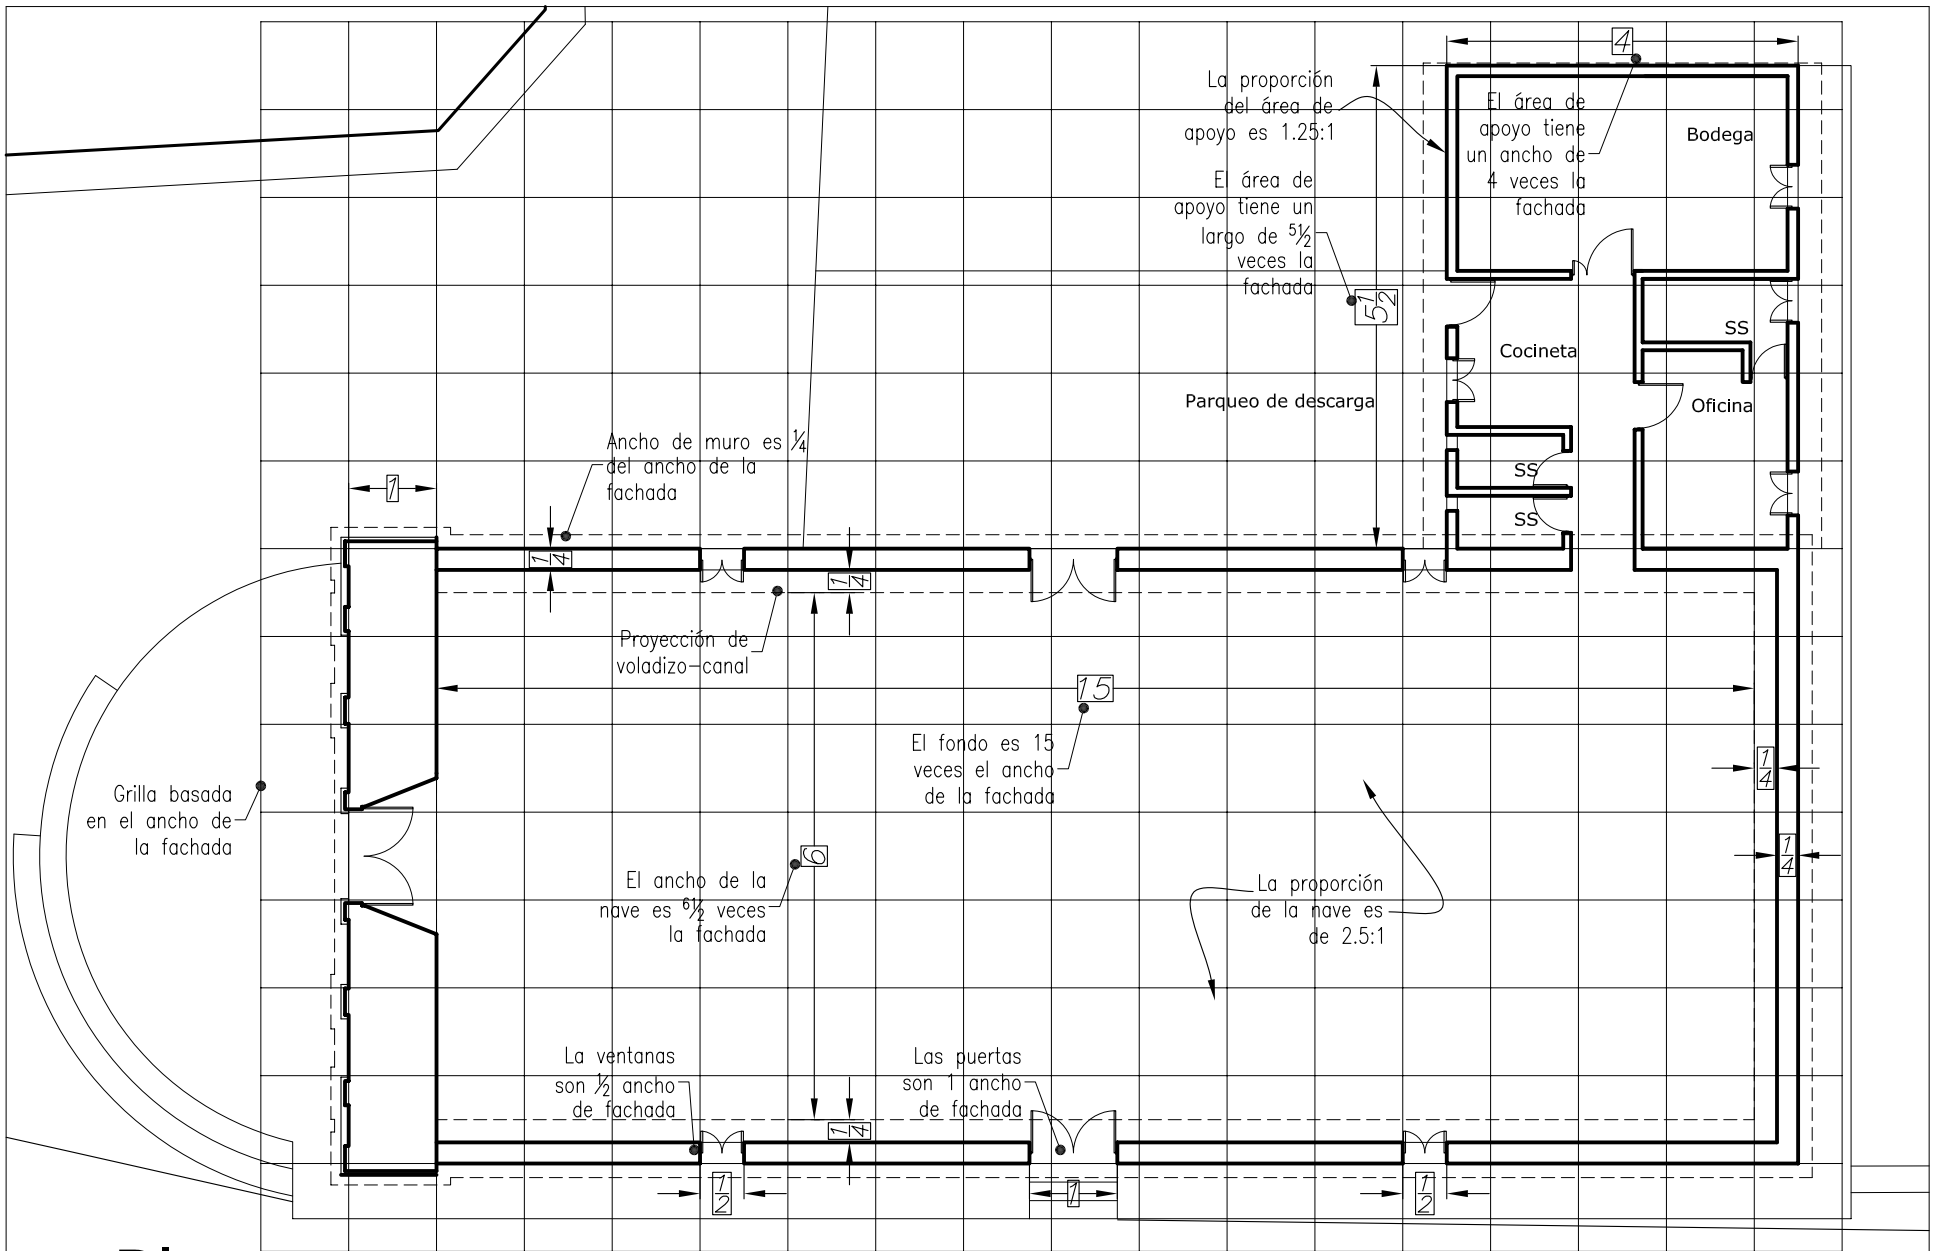 4
La proporción
del área de
apoyo es 1.25:1
El área de
apoyo tiene
un ancho de
4 veces la
fachada
Bodega
El área de
apoyo tiene un
largo de 5½
veces la
fachada
5 1/2
SS
Cocineta
Parqueo de descarga
Oficina
Ancho de muro es ¼
del ancho de la
fachada
1
SS
SS
1/4
1/4
Proyección de
voladizo-canal
15
El fondo es 15
veces el ancho
de la fachada
1/4
Grilla basada
en el ancho de
la fachada
6
1/4
El ancho de la
nave es 6½ veces
la fachada
La proporción
de la nave es
de 2.5:1
La ventanas
son ½ ancho
de fachada
Las puertas
son 1 ancho
de fachada
1/4
1/2
1
1/2